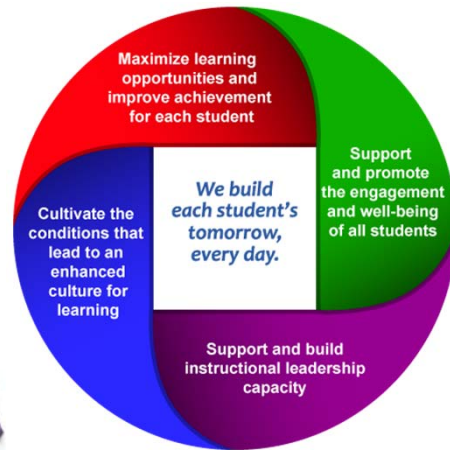 Maximize learning
opportunities and
improve achievement
for each student
Support
and promote
the engagement
and well-being
of all students
We build
each student's
tomorrow,
every day.
Cultivate the
conditions that
lead to an
enhanced
culture for
learning
Support and build
instructional leadership
capacity